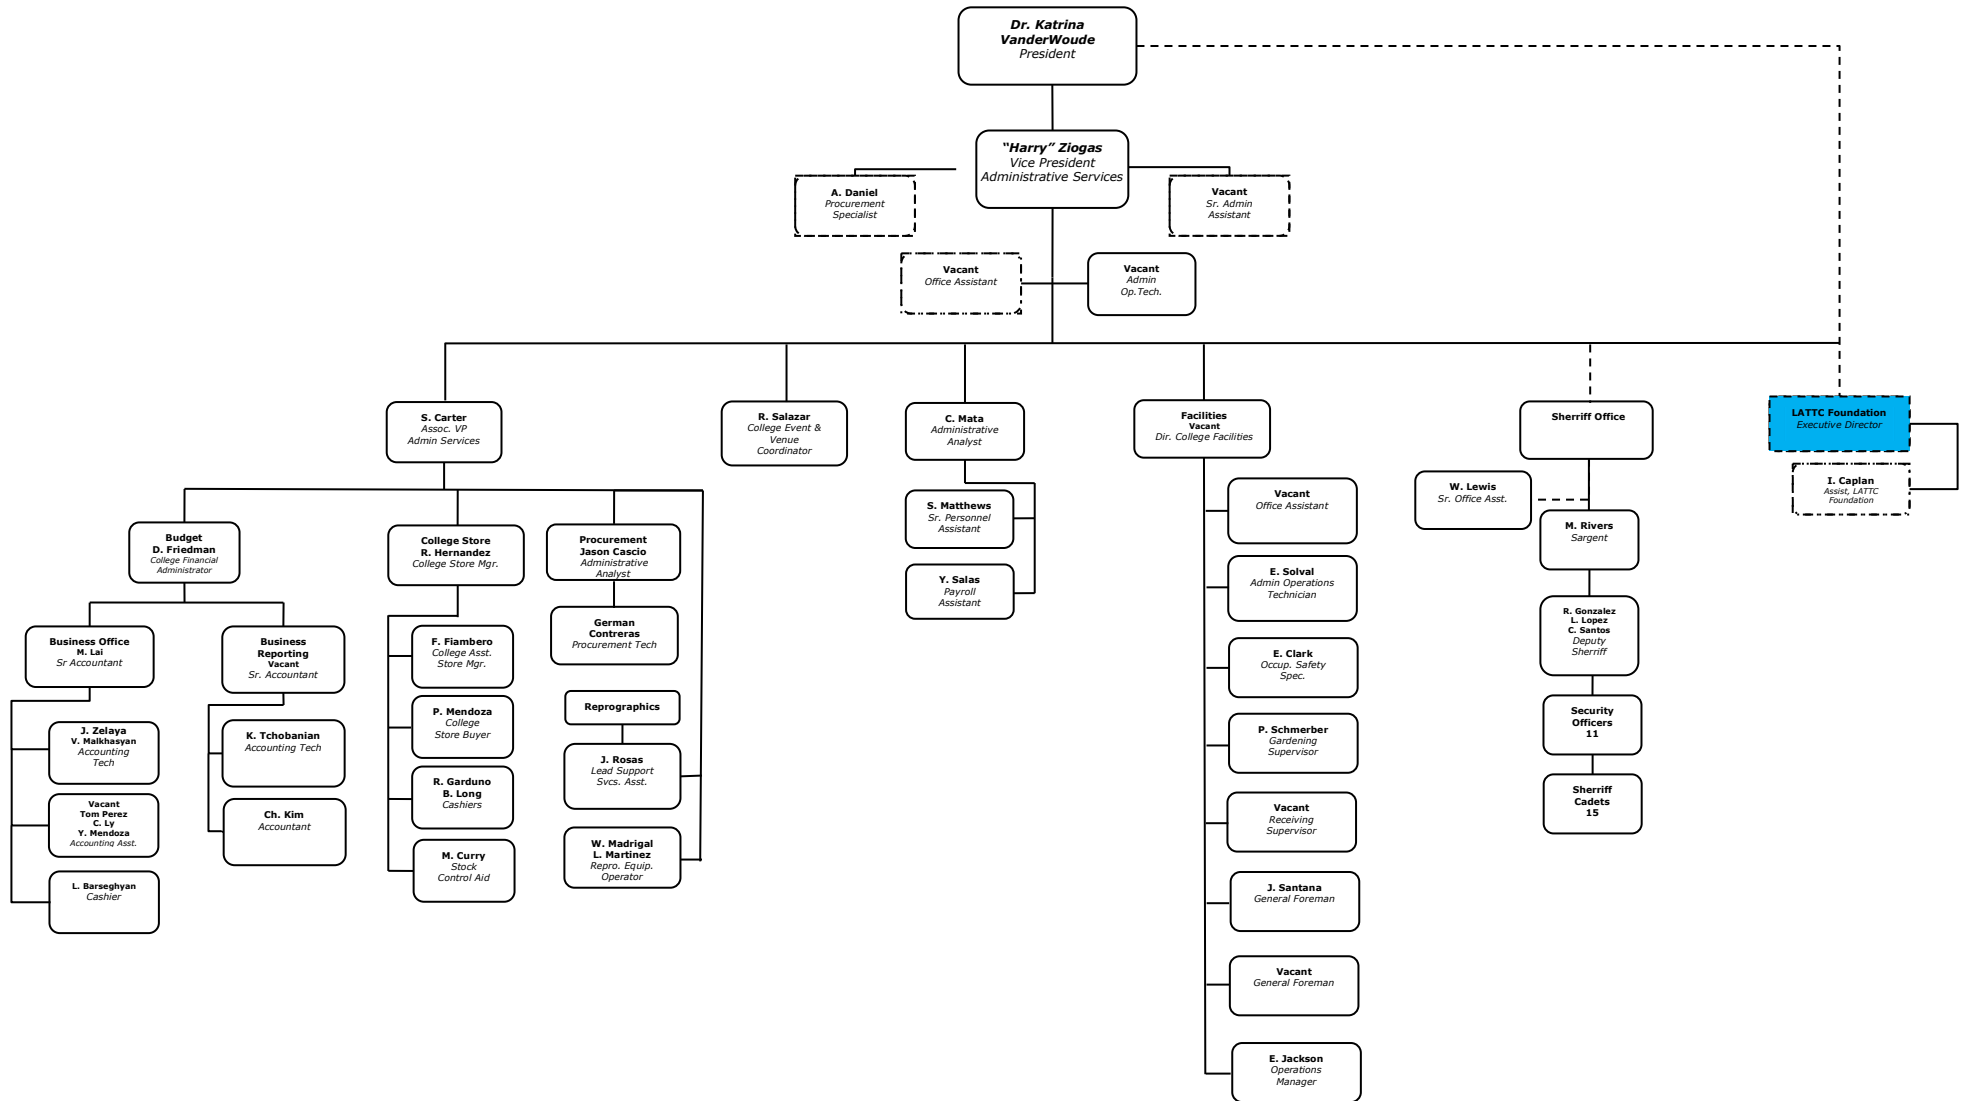 Dr. Katrina
VanderWoude
President
“Harry” Ziogas
Vice President
Administrative Services
A. Daniel
Procurement
Specialist
Vacant
Sr. Admin
Assistant
Vacant
Office Assistant
Vacant
Admin
Op.Tech.
S. Carter
Assoc. VP
Admin Services
R. Salazar
College Event &
Venue
Coordinator
C. Mata
Administrative
Analyst
Facilities
Vacant
Dir. College Facilities
Sherriff Office
LATTC Foundation
Executive Director
I. Caplan
Assist, LATTC
Foundation
Budget
D. Friedman
College Financial
Administrator
College Store
R. Hernandez
College Store Mgr.
Procurement
Jason Cascio
Administrative
Analyst
German
Contreras
Procurement Tech
Business Office
M. Lai
Sr Accountant
Business
Reporting
Vacant
Sr. Accountant
J. Zelaya
V. Malkhasyan
Accounting
Tech
Vacant
Tom Perez
C. Ly
Y. Mendoza
Accounting Asst.
L. Barseghyan
Cashier
K. Tchobanian
Accounting Tech
Ch. Kim
Accountant
F. Fiambero
College Asst.
Store Mgr.
P. Mendoza
College
Store Buyer
R. Garduno
B. Long
Cashiers
M. Curry
Stock
Control Aid
Reprographics
J. Rosas
Lead Support
Svcs. Asst.
W. Madrigal
L. Martinez
Repro. Equip.
Operator
S. Matthews
Sr. Personnel
Assistant
Y. Salas
Payroll
Assistant
Vacant
Office Assistant
E. Solval
Admin Operations
Technician
E. Clark
Occup. Safety
Spec.
P. Schmerber
Gardening
Supervisor
Vacant
Receiving
Supervisor
J. Santana
General Foreman
Vacant
General Foreman
E. Jackson
Operations
Manager
W. Lewis
Sr. Office Asst.
M. Rivers
Sargent
R. Gonzalez
L. Lopez
C. Santos
Deputy
Sherriff
Security
Officers
11
Sherriff
Cadets
15